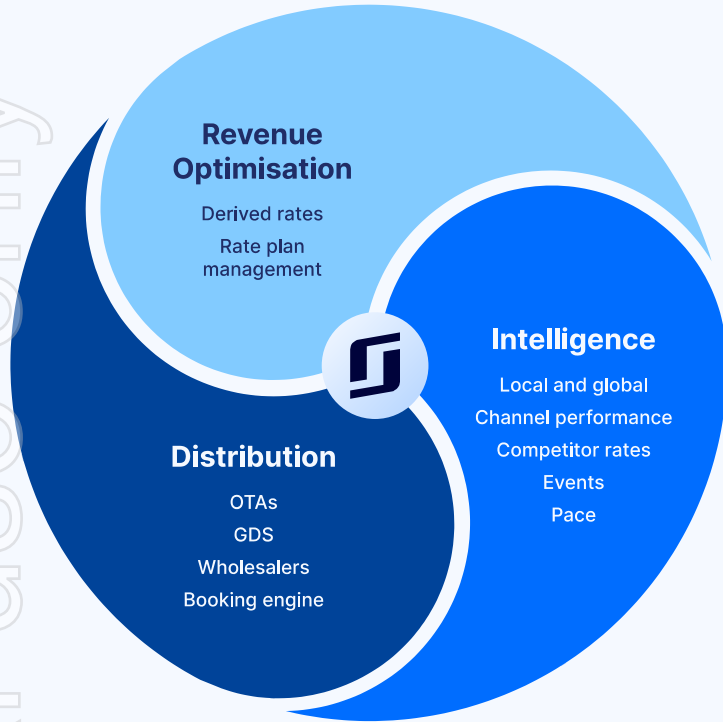 Revenue
Optimisation
Derived rates
Rate plan
management
Intelligence
Local and global
Channel performance
Competitor rates
Events
Pace
Distribution
OTAs
GDS
Wholesalers
Booking engine